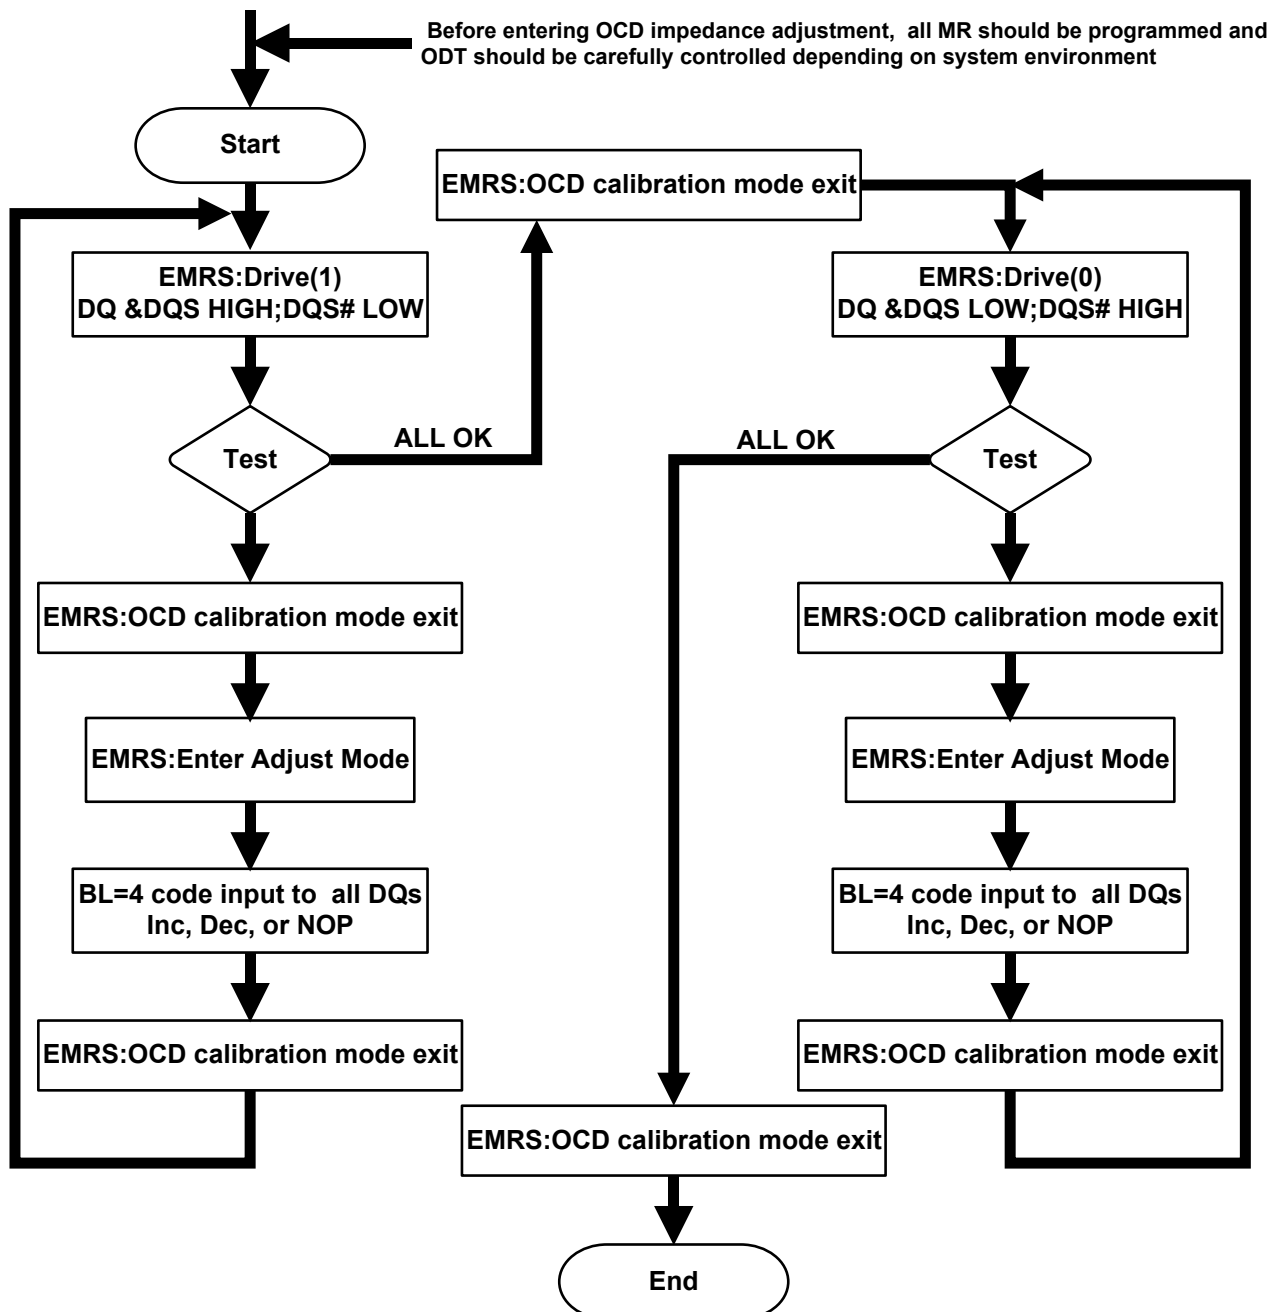 Before entering OCD impedance adjustment, all MR should be programmed and
ODT should be carefully controlled depending on system environment
Start
EMRS:OCD calibration mode exit
EMRS:Drive(1)
DQ &DQS HIGH;DQS# LOW
EMRS:Drive(0)
DQ &DQS LOW;DQS# HIGH
ALL OK
Test
ALL OK
Test
EMRS:OCD calibration mode exit
EMRS:OCD calibration mode exit
EMRS:Enter Adjust Mode
EMRS:Enter Adjust Mode
BL=4 code input to all DQs
Inc, Dec, or NOP
BL=4 code input to all DQs
Inc, Dec, or NOP
EMRS:OCD calibration mode exit
EMRS:OCD calibration mode exit
EMRS:OCD calibration mode exit
End